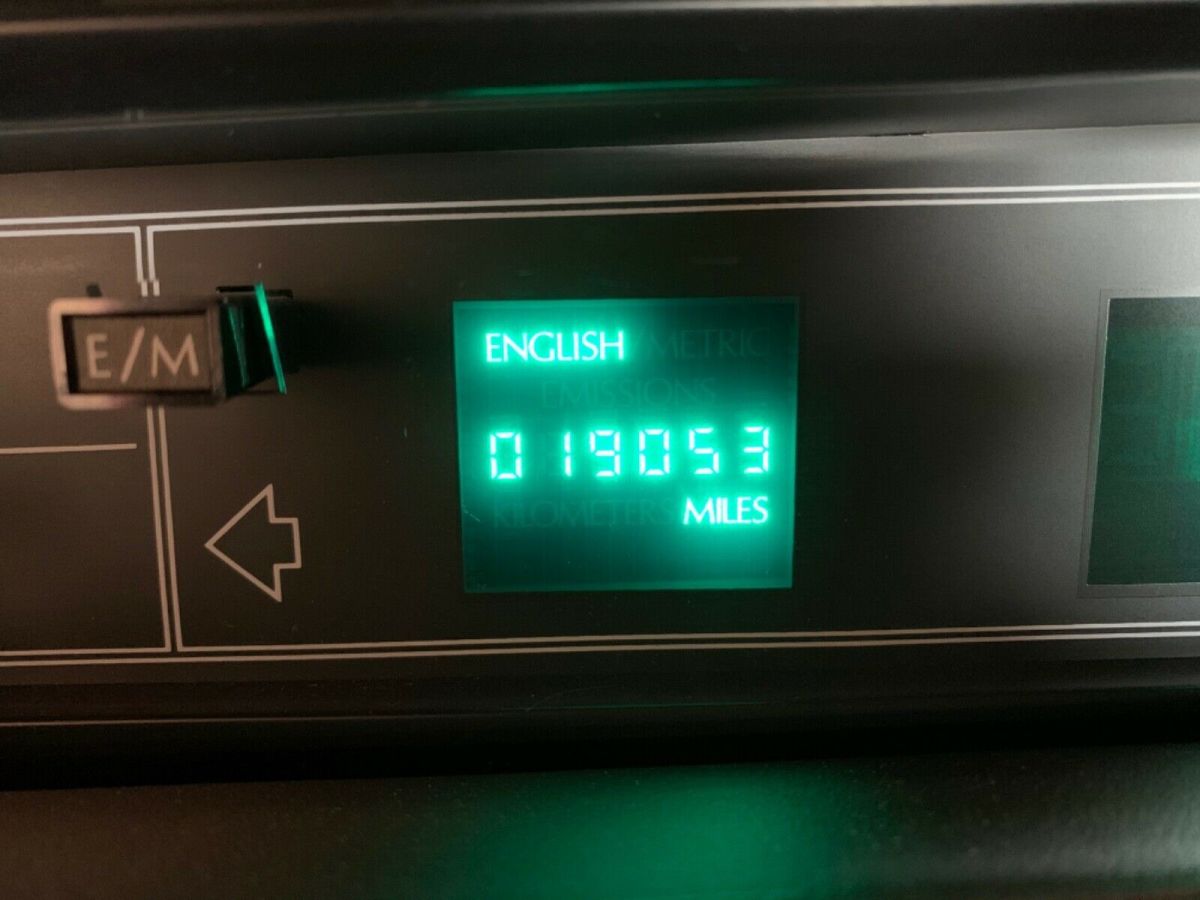 E/M
ENGLISH / METRIC
EMISSIONS
019053
KILOMETERS MILES